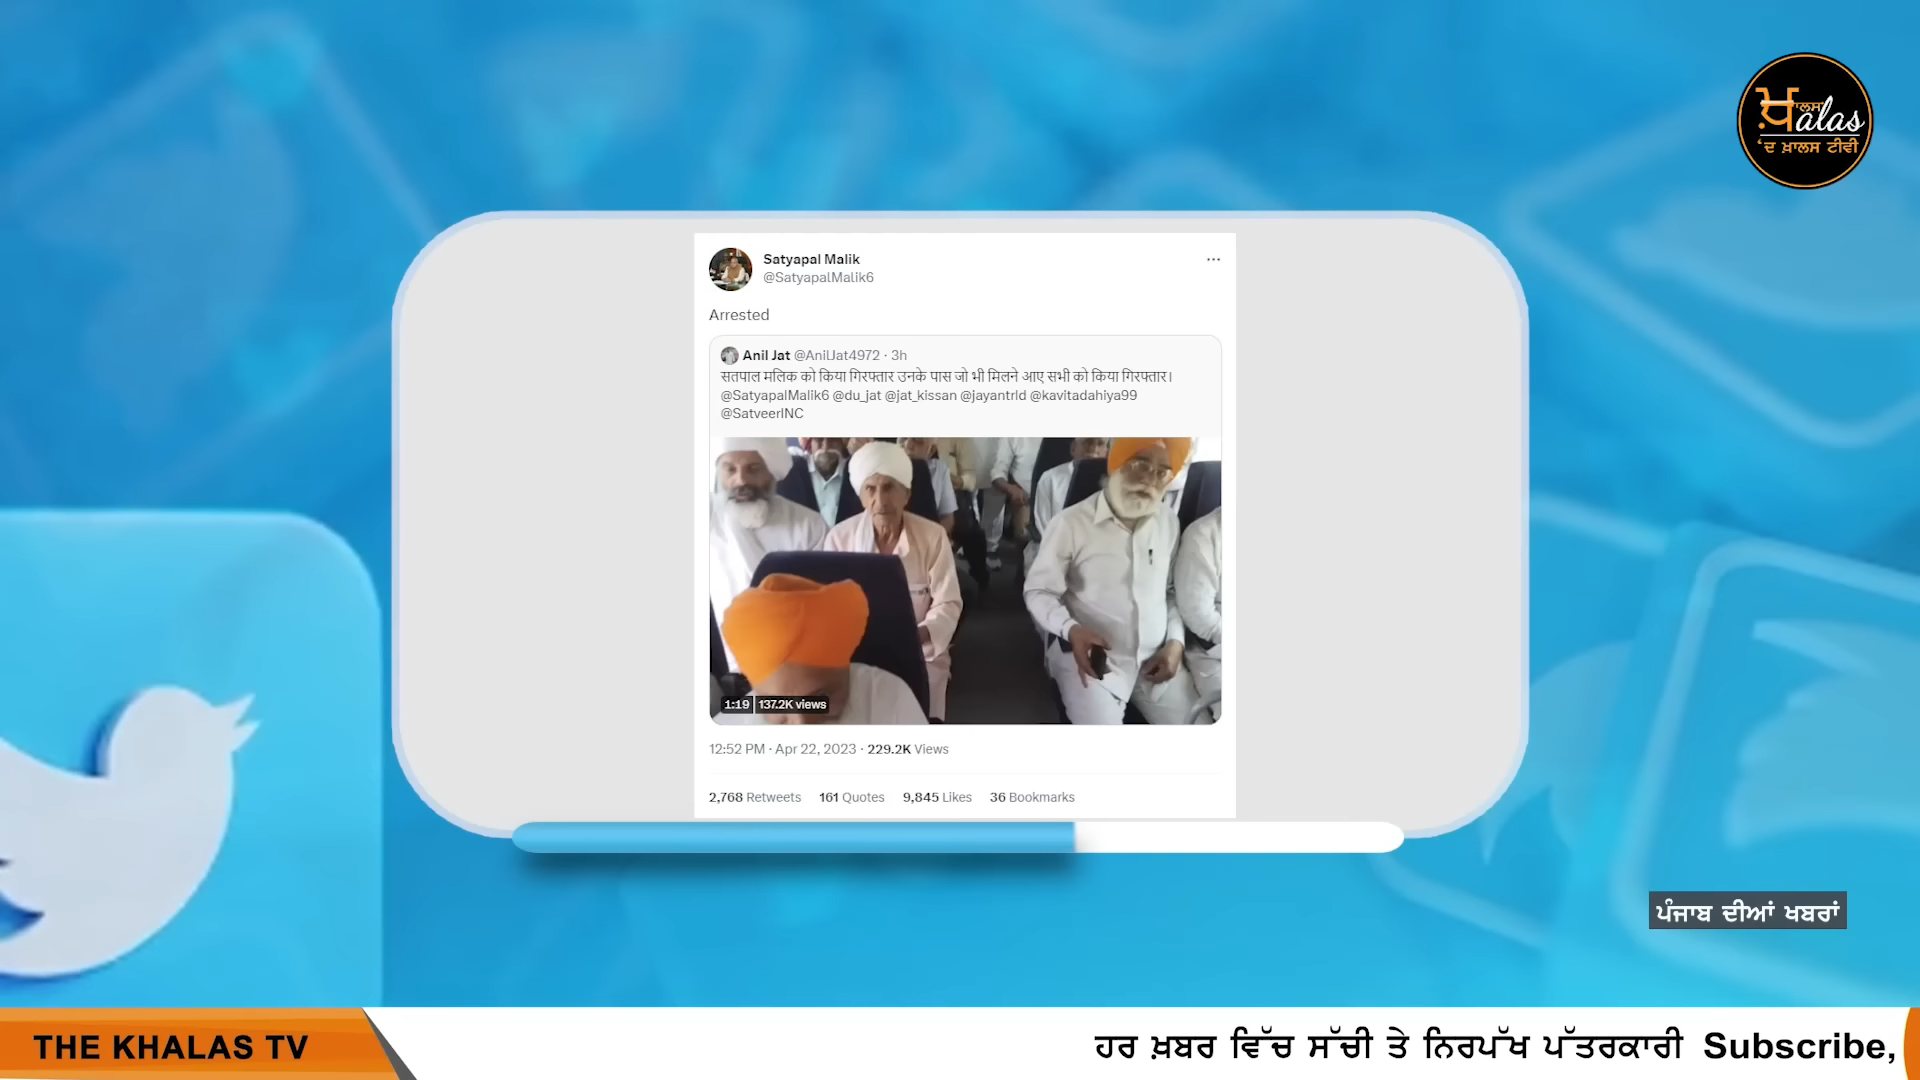 ਖ਼ਾਲਸ
alas
‘ਦ ਖ਼ਾਲਸ ਟੀਵੀ
Satyapal Malik
@SatyapalMalik6
Arrested
Anil Jat @AnilJat4972 · 3h
सतपाल मलिक को किया गिरफ्तार उनके पास जो भी मिलने आए सभी को किया गिरफ्तार।
@SatyapalMalik6 @du_jat @jat_kissan @jayantrld @kavitadahiya99
@SatveerINC
1:19 137.2K views
12:52 PM · Apr 22, 2023 · 229.2K Views
2,768 Retweets 161 Quotes 9,845 Likes 36 Bookmarks
ਪੰਜਾਬ ਦੀਆਂ ਖਬਰਾਂ
THE KHALAS TV
ਹਰ ਖ਼ਬਰ ਵਿੱਚ ਸੱਚੀ ਤੇ ਨਿਰਪੱਖ ਪੱਤਰਕਾਰੀ Subscribe,